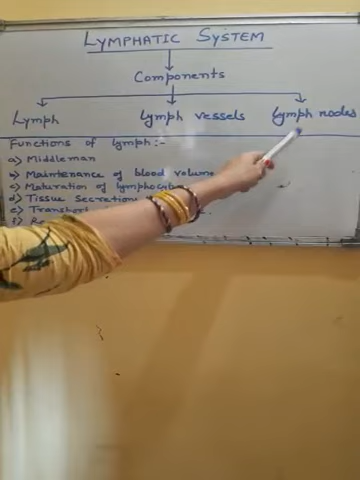 LYMPHATIC SYSTEM
Components
Lymph Lymph vessels Lymph nodes
Functions of lymph :-
a) Middleman
b) Maintenance of blood volume
c) Maturation of lymphocytes
d) Tissue Secretion
e) Transport
f)